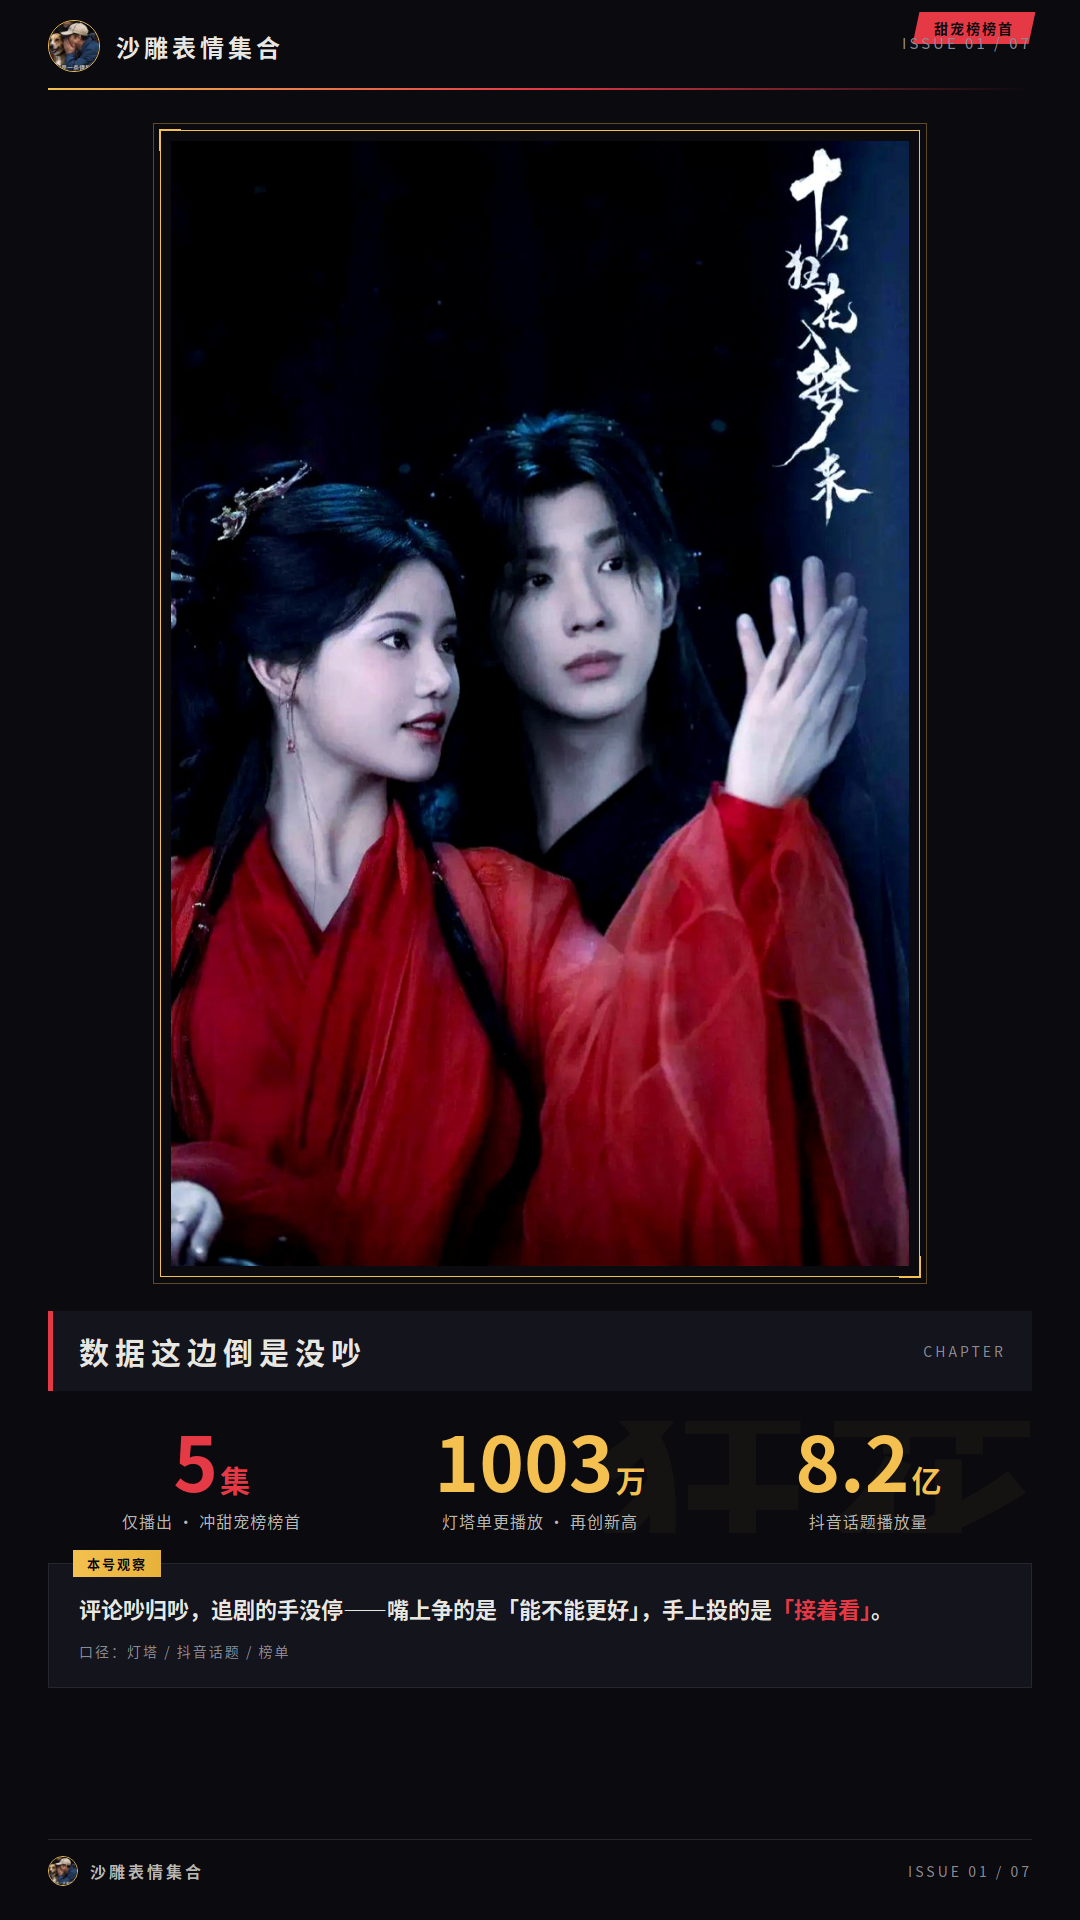 沙雕表情集合
甜宠榜榜首
ISSUE 01 / 07
十万狂花入梦来
数据这边倒是没吵
CHAPTER
狂花
5集
1003万
8.2亿
仅播出 · 冲甜宠榜榜首
灯塔单更播放 · 再创新高
抖音话题播放量
本号观察
评论吵归吵，追剧的手没停——嘴上争的是「能不能更好」，手上投的是「接着看」。
口径：灯塔 / 抖音话题 / 榜单
沙雕表情集合
ISSUE 01 / 07